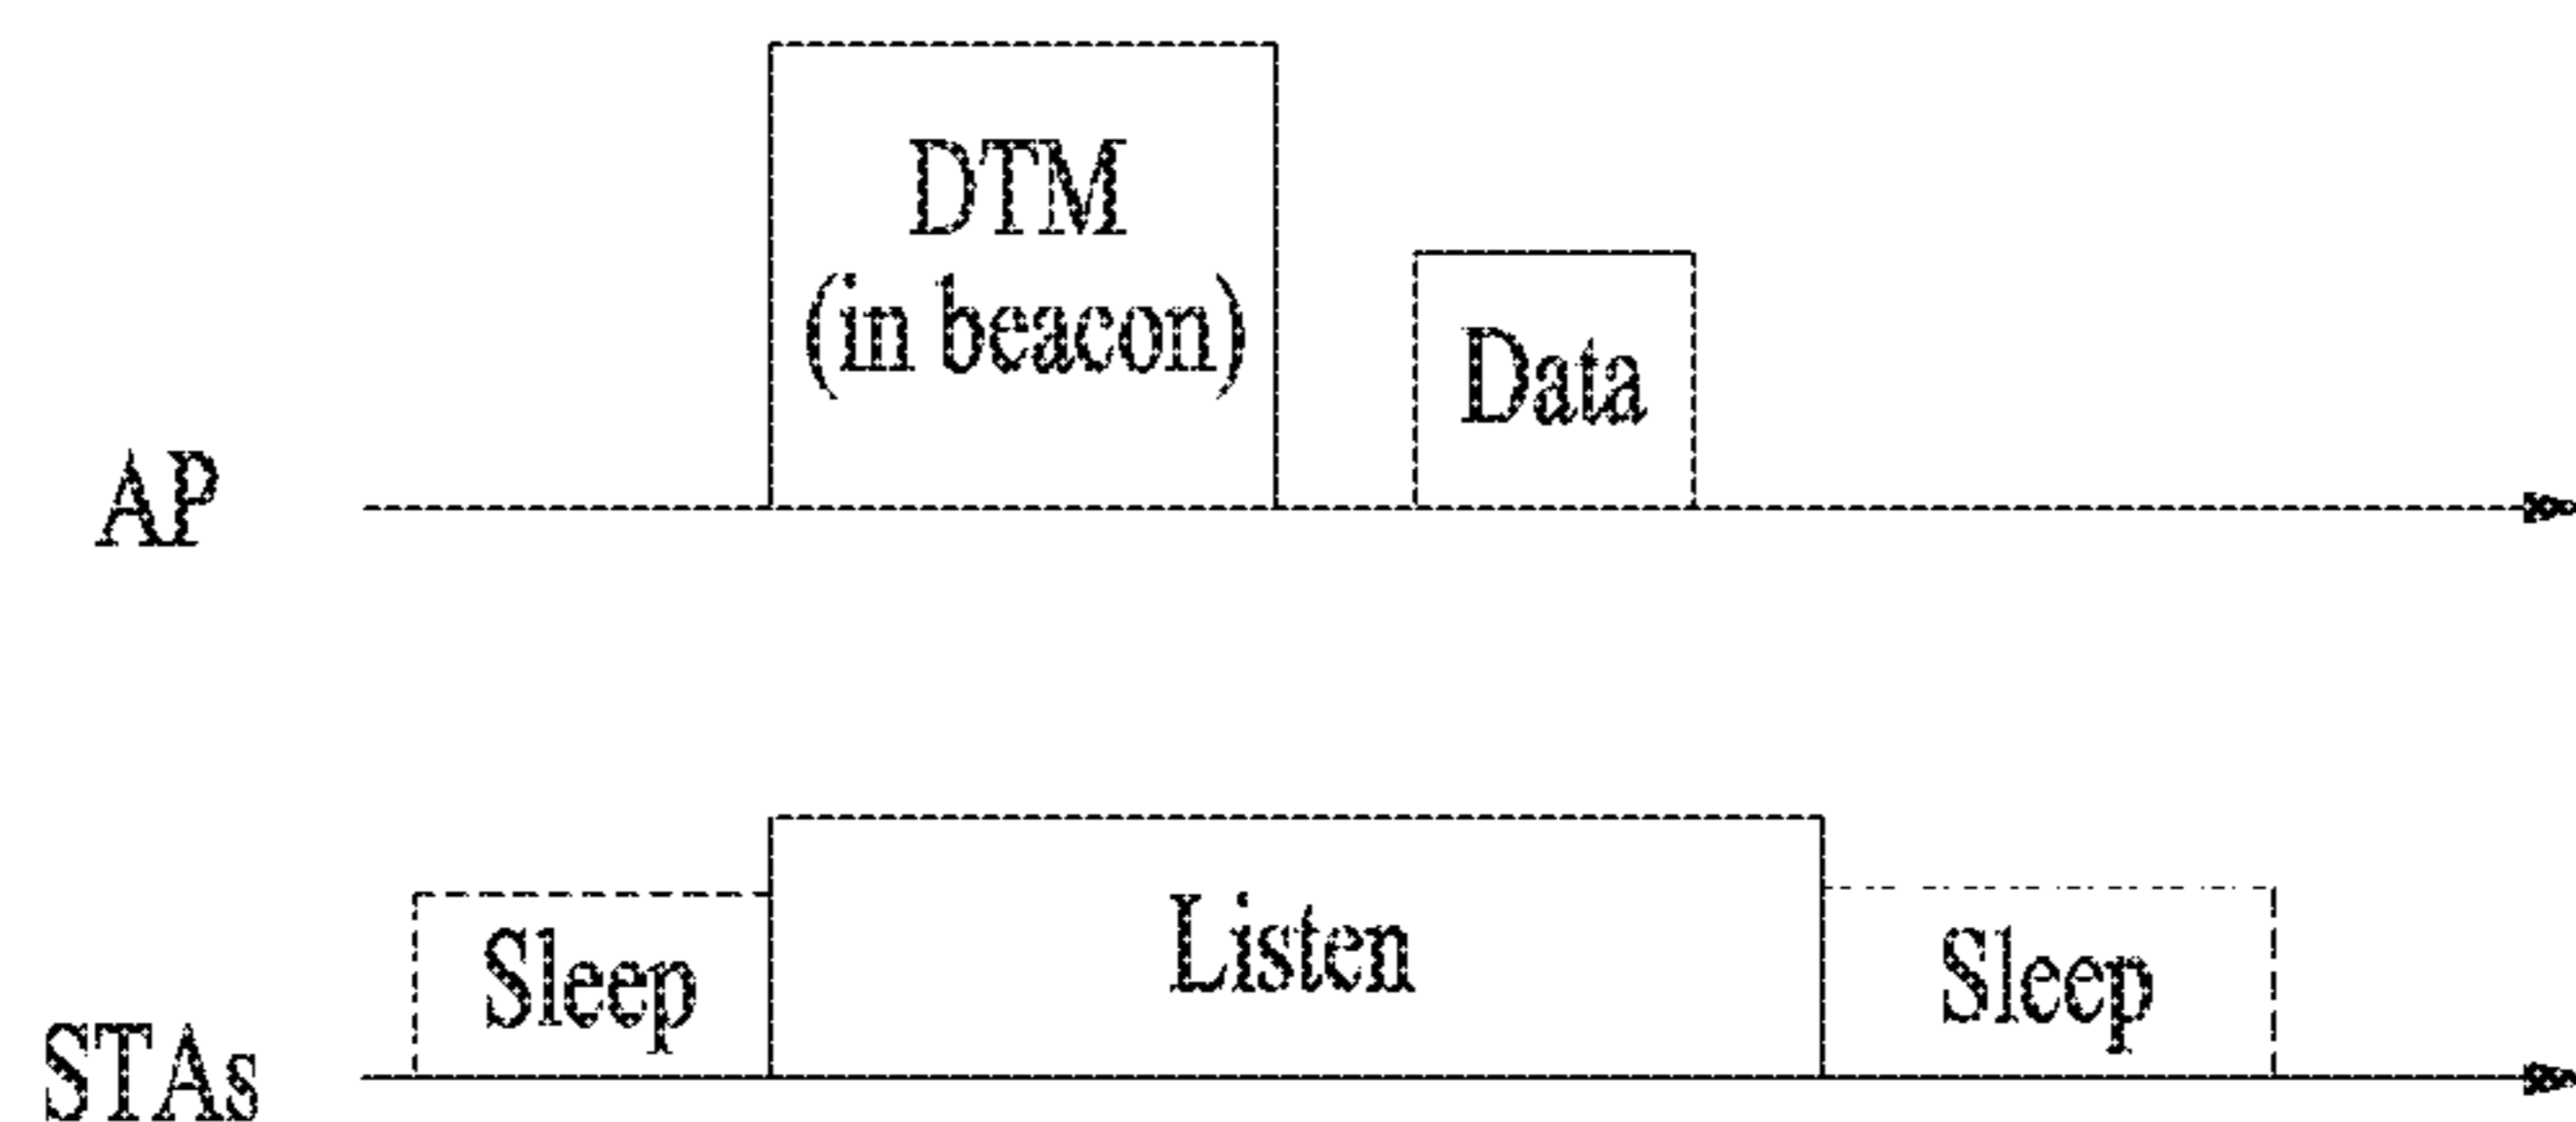 DTM
(in beacon)
Data
AP
Sleep
Listen
Sleep
STAs